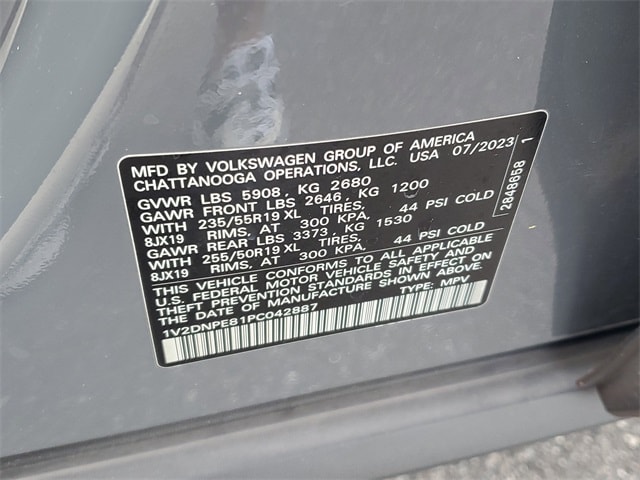 MFD BY VOLKSWAGEN GROUP OF AMERICA
CHATTANOOGA OPERATIONS, LLC. USA 07/2023
GVWR LBS 5908, KG 2680
GAWR FRONT LBS 2646, KG 1200
WITH 235/55R19 XL TIRES, 44 PSI COLD
8JX19 RIMS, AT 300 KPA,
GAWR REAR LBS 3373, KG 1530
WITH 255/50R19 XL TIRES, 44 PSI COLD
8JX19 RIMS, AT 300 KPA,
THIS VEHICLE CONFORMS TO ALL APPLICABLE
U.S. FEDERAL MOTOR VEHICLE SAFETY AND
THEFT PREVENTION STANDARDS IN EFFECT ON
THE DATE OF MANUFACTURE SHOWN ABOVE.
1V2DNPE81PC042887 TYPE: MPV
2848658 1